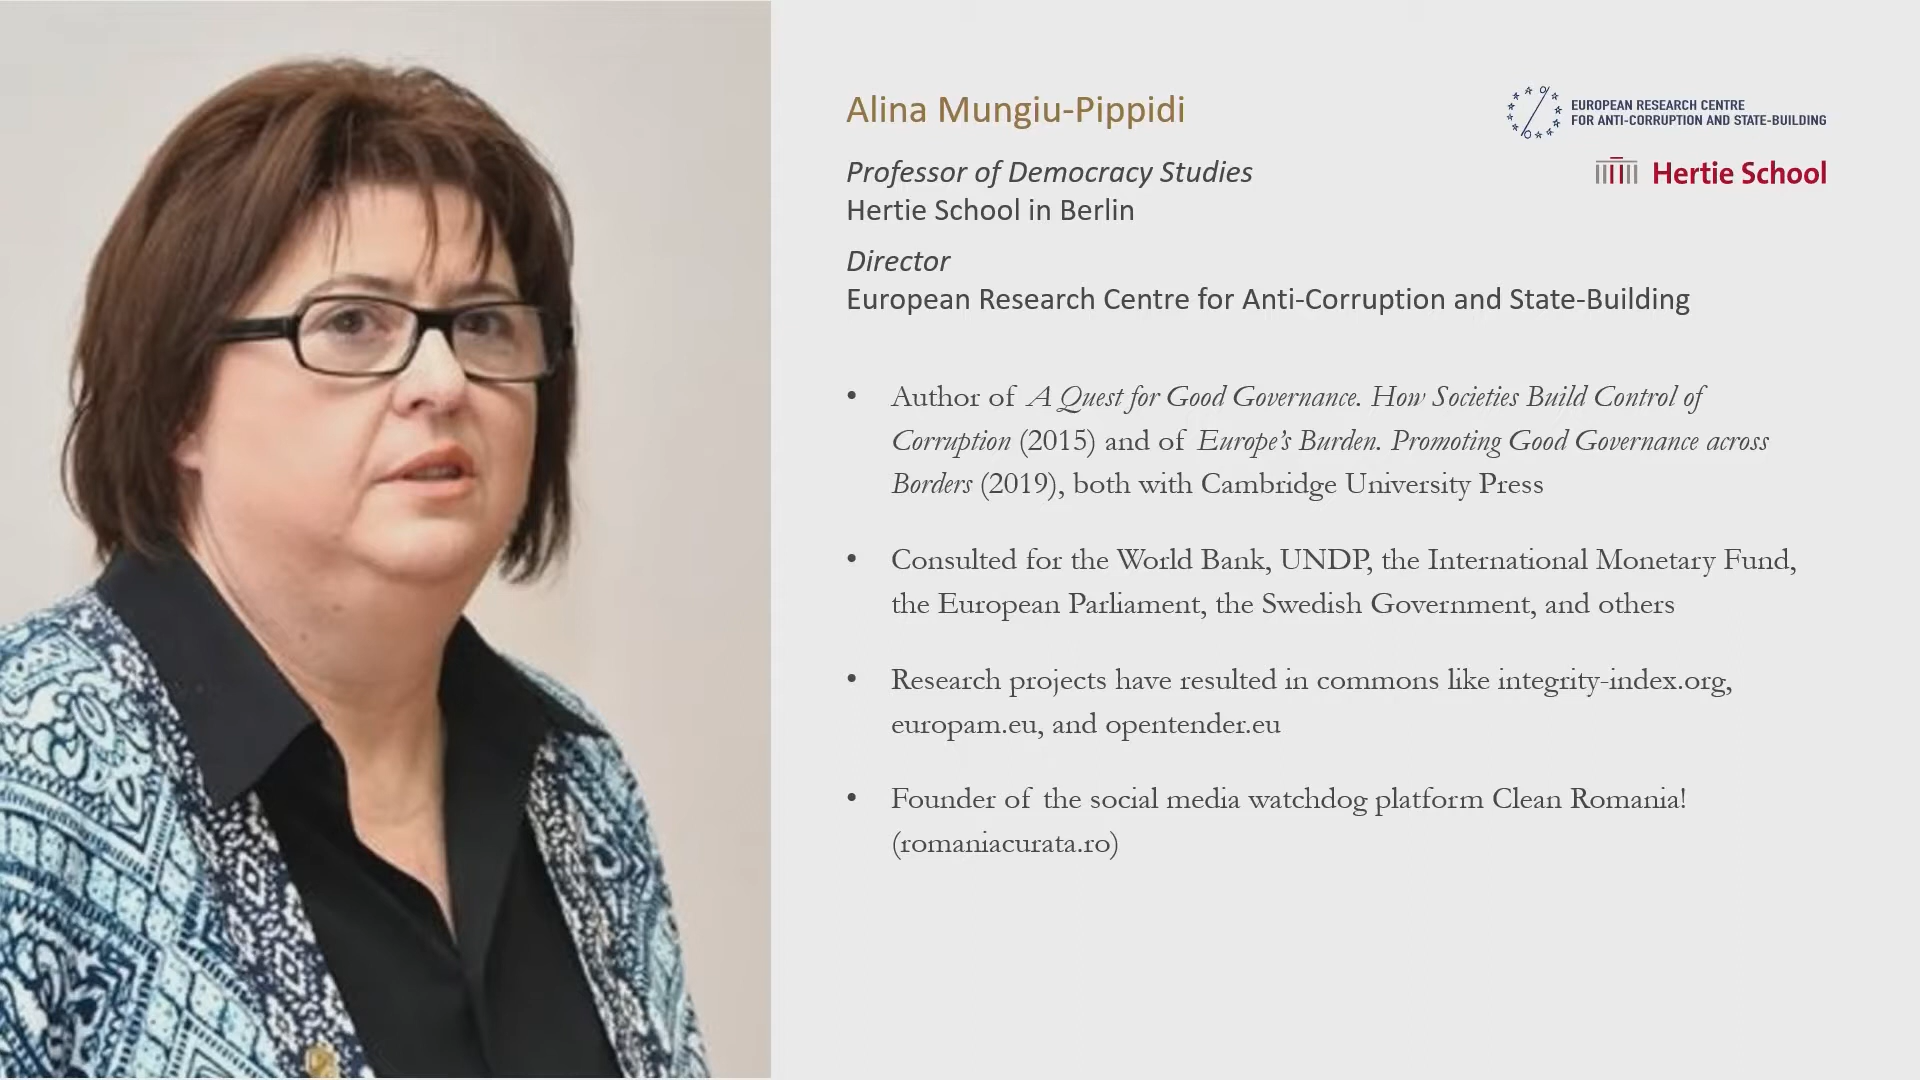 Alina Mungiu-Pippidi
EUROPEAN RESEARCH CENTRE
FOR ANTI-CORRUPTION AND STATE-BUILDING
Hertie School
Professor of Democracy Studies
Hertie School in Berlin
Director
European Research Centre for Anti-Corruption and State-Building
• Author of A Quest for Good Governance. How Societies Build Control of
Corruption (2015) and of Europe's Burden. Promoting Good Governance across
Borders (2019), both with Cambridge University Press
• Consulted for the World Bank, UNDP, the International Monetary Fund,
the European Parliament, the Swedish Government, and others
• Research projects have resulted in commons like integrity-index.org,
europam.eu, and opentender.eu
• Founder of the social media watchdog platform Clean Romania!
(romaniacurata.ro)